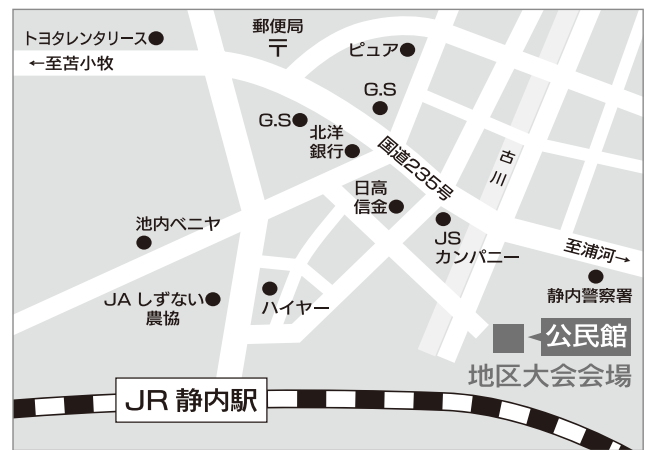 トヨタレンタリース
←至苫小牧
郵便局
〒
ピュア
G.S
G.S
北洋
銀行
国道235号
古川
日高
信金
JS
カンパニー
至浦河→
池内ベニヤ
静内警察署
JA しずない
農協
ハイヤー
公民館
地区大会会場
JR 静内駅